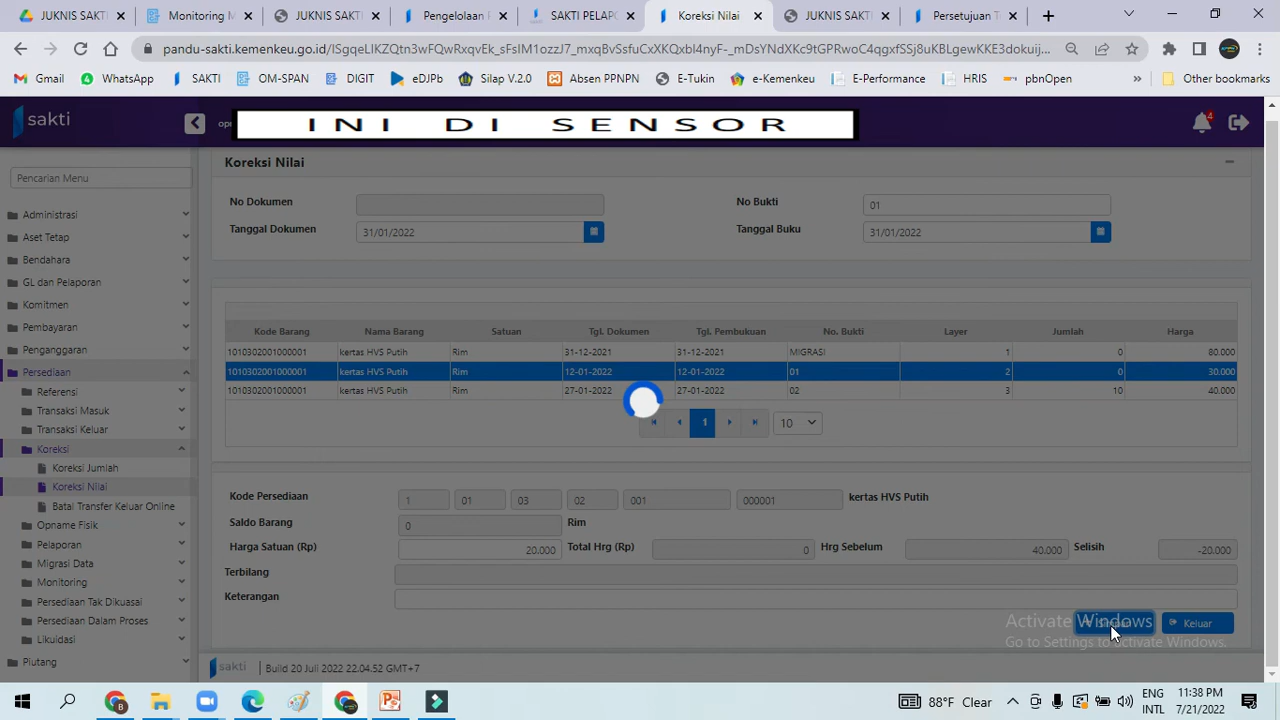 JUKNIS SAKTI
Monitoring M
JUKNIS SAKTI
Pengelolaan P
SAKTI PELAPO
Koreksi Nilai
JUKNIS SAKTI
Persetujuan T
pandu-sakti.kemenkeu.go.id/
Gmail
WhatsApp
SAKTI
OM-SPAN
DIGIT
eDJPb
Silap V.2.0
Absen PPNPN
E-Tukin
e-Kemenkeu
E-Performance
HRIS
pbnOpen
»
Other bookmarks
sakti
INI DI SENSOR
4
Pencarian Menu
Administrasi
Aset Tetap
Bendahara
GL dan Pelaporan
Komitmen
Pembayaran
Penganggaran
Persediaan
Referensi
Transaksi Masuk
Transaksi Keluar
Koreksi
Koreksi Jumlah
Koreksi Nilai
Batal Transfer Keluar Online
Opname Fisik
Pelaporan
Migrasi Data
Monitoring
Persediaan Tak Dikuasai
Persediaan Dalam Proses
Likuidasi
Piutang
Koreksi Nilai
No Dokumen
No Bukti 01
Tanggal Dokumen 31/01/2022
Tanggal Buku 31/01/2022
Kode Barang Nama Barang Satuan Tgl. Dokumen Tgl. Pembukuan No. Bukti Layer Jumlah Harga
1010302001000001 kertas HVS Putih Rim 31-12-2021 31-12-2021 MIGRASI 1 0 80.000
1010302001000001 kertas HVS Putih Rim 12-01-2022 12-01-2022 01 2 0 30.000
1010302001000001 kertas HVS Putih Rim 27-01-2022 27-01-2022 02 3 10 40.000
1 10
Kode Persediaan 1 01 03 02 001 000001 kertas HVS Putih
Saldo Barang 0 Rim
Harga Satuan (Rp) 20.000 Total Hrg (Rp) 0 Hrg Sebelum 40.000 Selisih -20.000
Terbilang
Keterangan
Keluar
Activate Windows
Go to Settings to activate Windows.
sakti Build 20 Juli 2022 22.04.52 GMT+7
88°F Clear
ENG
INTL
11:38 PM
7/21/2022